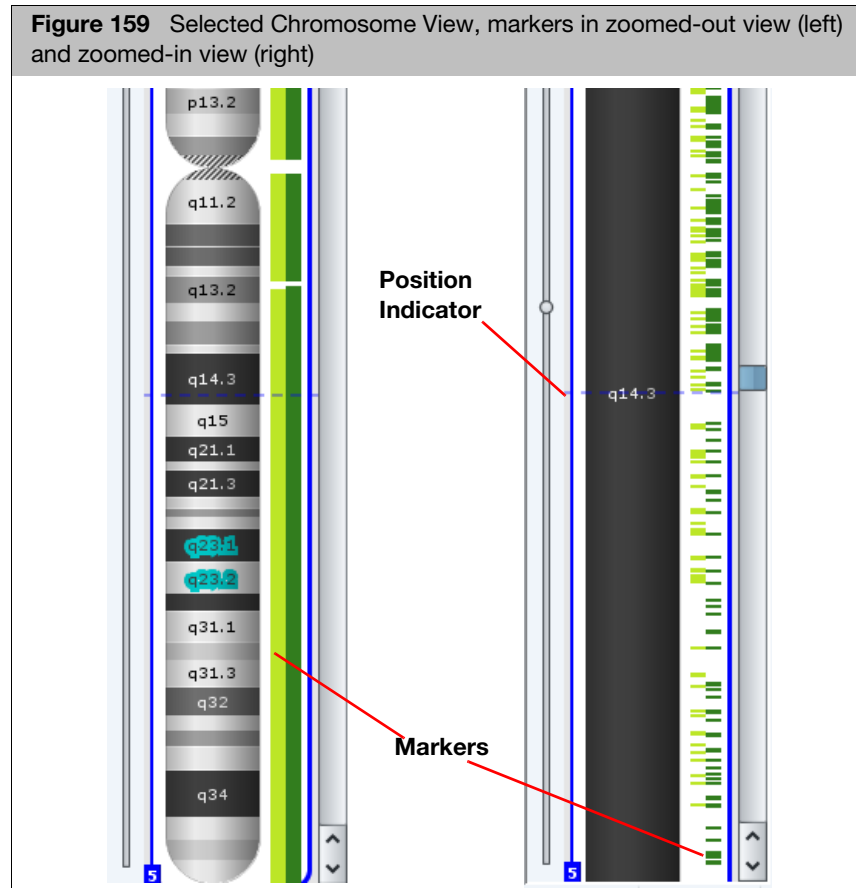 Figure 159 Selected Chromosome View, markers in zoomed-out view (left)
and zoomed-in view (right)
p13.2
q11.2
q13.2
q14.3
q15
q21.1
q21.3
q23.1
q23.2
q31.1
q31.3
q32
q34
5
Position
Indicator
Markers
q14.3
5